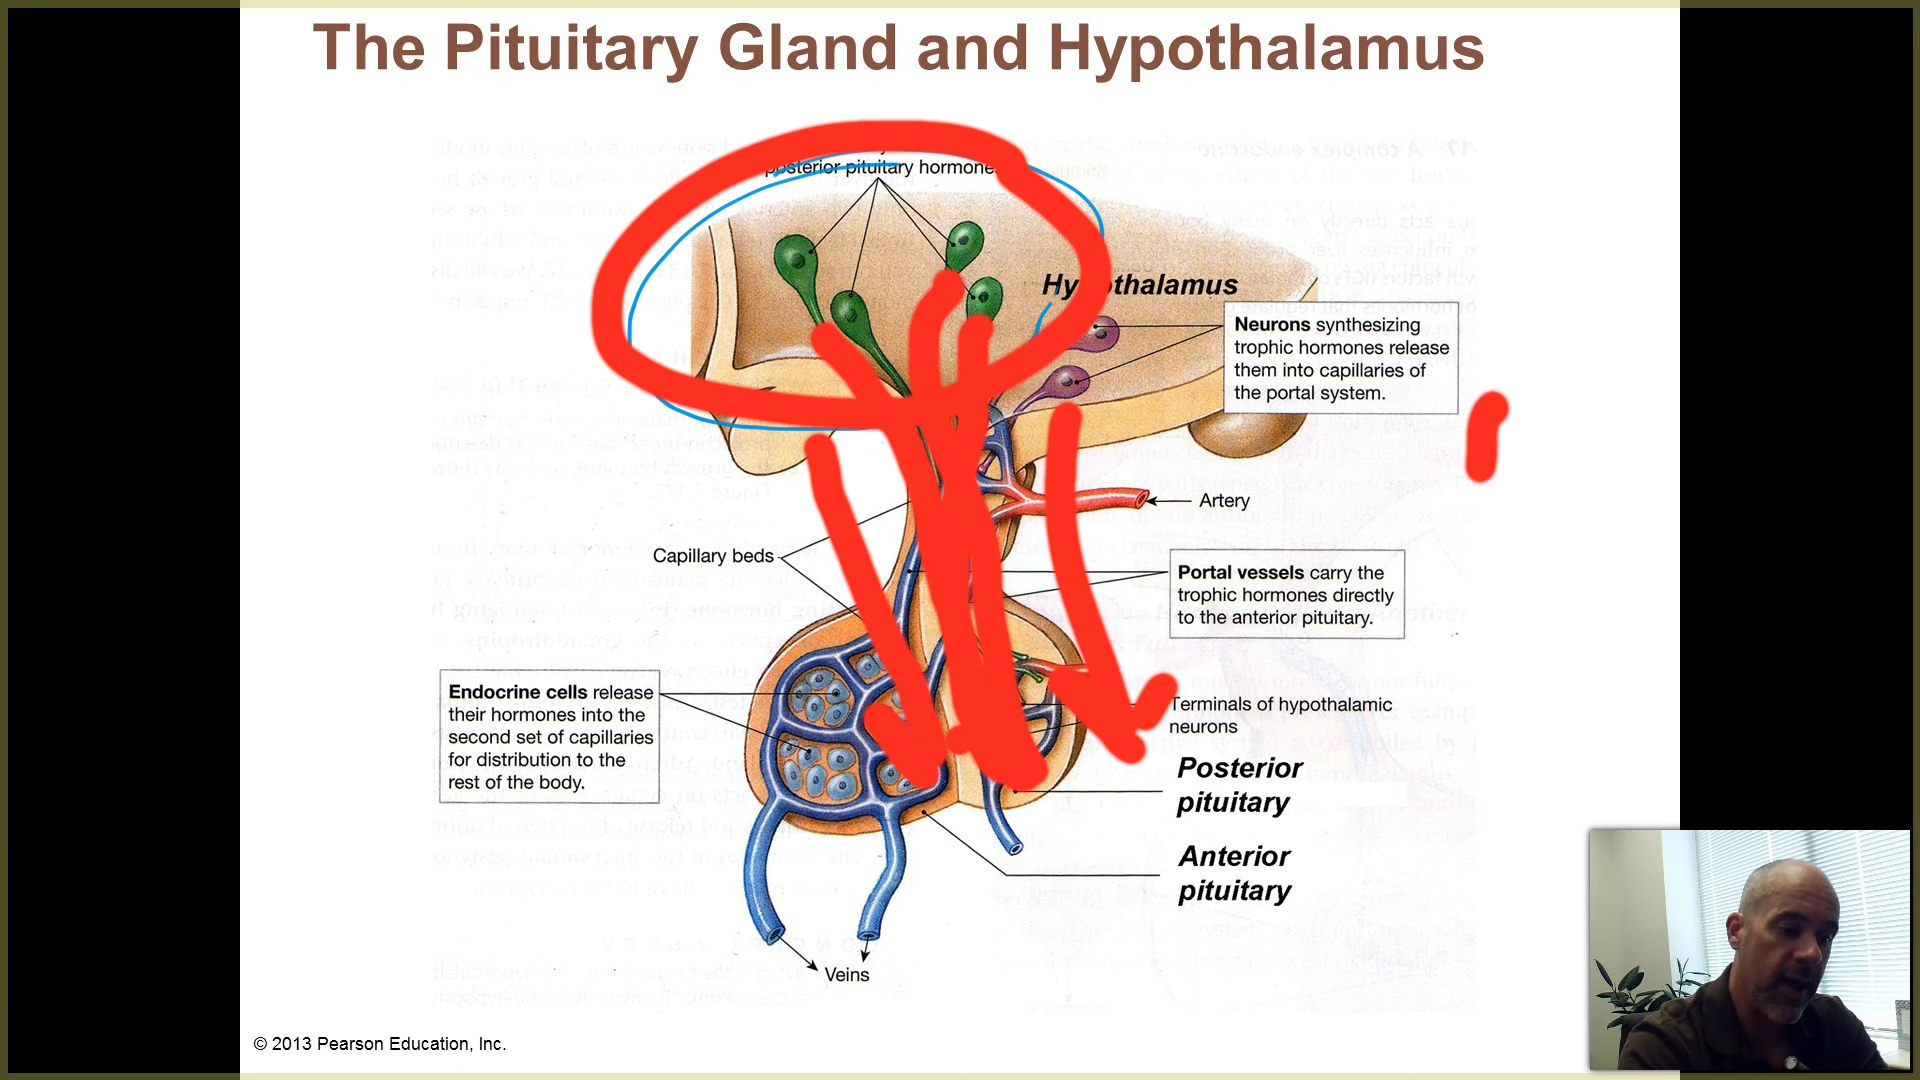 The Pituitary Gland and Hypothalamus
posterior pituitary hormones
Hypothalamus
Neurons synthesizing
trophic hormones release
them into capillaries of
the portal system.
Artery
Capillary beds
Portal vessels carry the
trophic hormones directly
to the anterior pituitary.
Endocrine cells release
their hormones into the
second set of capillaries
for distribution to the
rest of the body.
Terminals of hypothalamic
neurons
Posterior
pituitary
Anterior
pituitary
Veins
© 2013 Pearson Education, Inc.